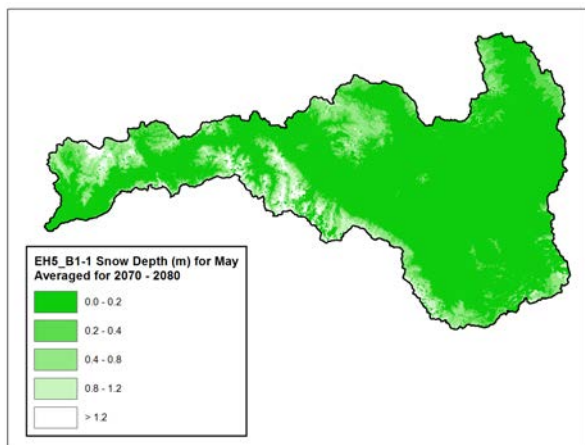 EH5_B1-1 Snow Depth (m) for May
Averaged for 2070 - 2080
0.0 - 0.2
0.2 - 0.4
0.4 - 0.8
0.8 - 1.2
> 1.2